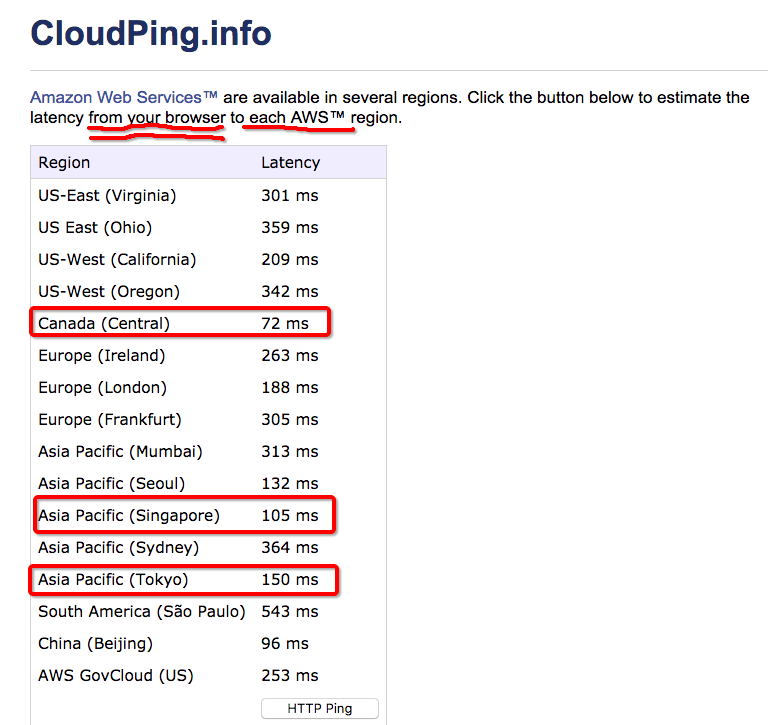 CloudPing.info
Amazon Web Services™ are available in several regions. Click the button below to estimate the
latency from your browser to each AWS™ region.
Region Latency
US-East (Virginia) 301 ms
US East (Ohio) 359 ms
US-West (California) 209 ms
US-West (Oregon) 342 ms
Canada (Central) 72 ms
Europe (Ireland) 263 ms
Europe (London) 188 ms
Europe (Frankfurt) 305 ms
Asia Pacific (Mumbai) 313 ms
Asia Pacific (Seoul) 132 ms
Asia Pacific (Singapore) 105 ms
Asia Pacific (Sydney) 364 ms
Asia Pacific (Tokyo) 150 ms
South America (São Paulo) 543 ms
China (Beijing) 96 ms
AWS GovCloud (US) 253 ms
HTTP Ping